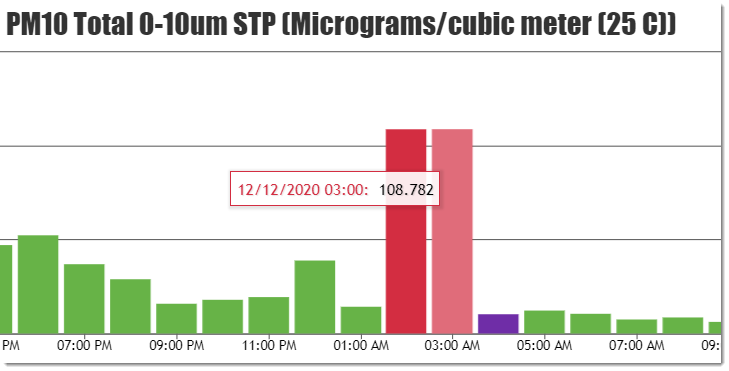 PM10 Total 0-10um STP (Micrograms/cubic meter (25 C))
12/12/2020 03:00: 108.782
PM 07:00 PM 09:00 PM 11:00 PM 01:00 AM 03:00 AM 05:00 AM 07:00 AM 09: